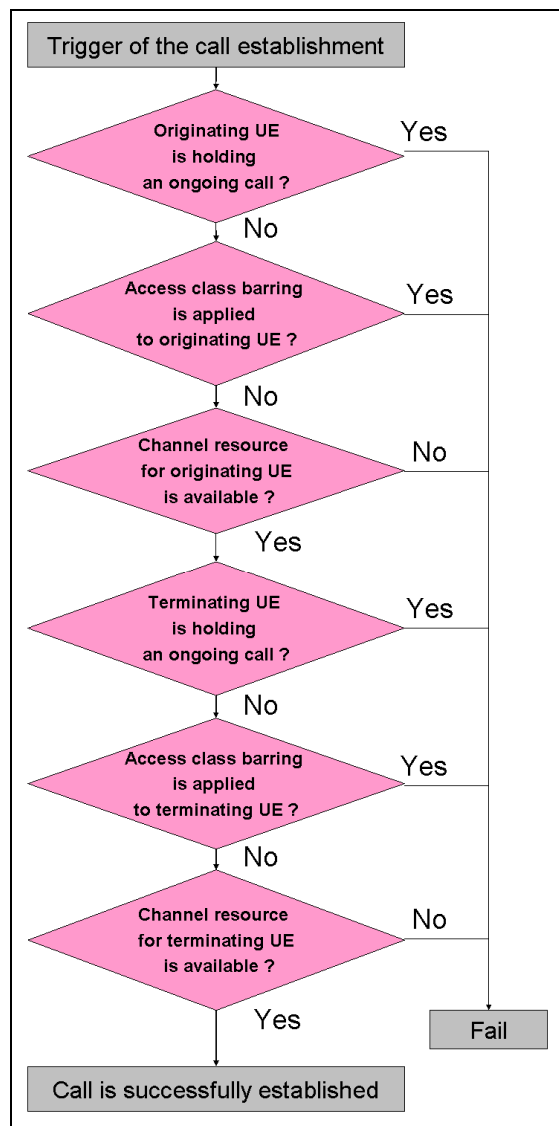 Trigger of the call establishment
Originating UE
is holding
an ongoing call ?
Yes
No
Access class barring
is applied
to originating UE ?
Yes
No
Channel resource
for originating UE
is available ?
No
Yes
Terminating UE
is holding
an ongoing call ?
Yes
No
Access class barring
is applied
to terminating UE ?
Yes
No
Channel resource
for terminating UE
is available ?
No
Yes
Fail
Call is successfully established